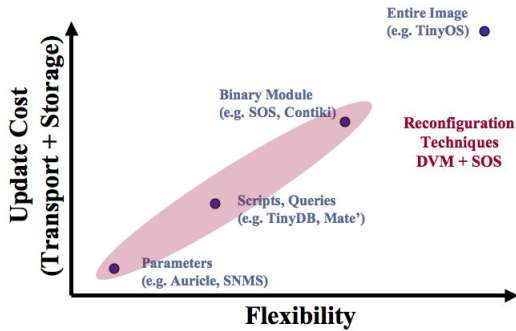 Entire Image
(e.g. TinyOS)
Binary Module
(e.g. SOS, Contiki)
Reconfiguration
Techniques
DVM + SOS
Scripts, Queries
(e.g. TinyDB, Mate')
Parameters
(e.g. Auricle, SNMS)
Update Cost
(Transport + Storage)
Flexibility